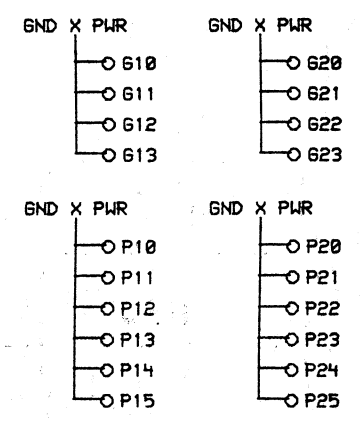 GND X PWR
G10
G11
G12
G13
GND X PWR
G20
G21
G22
G23
GND X PWR
P10
P11
P12
P13
P14
P15
GND X PWR
P20
P21
P22
P23
P24
P25